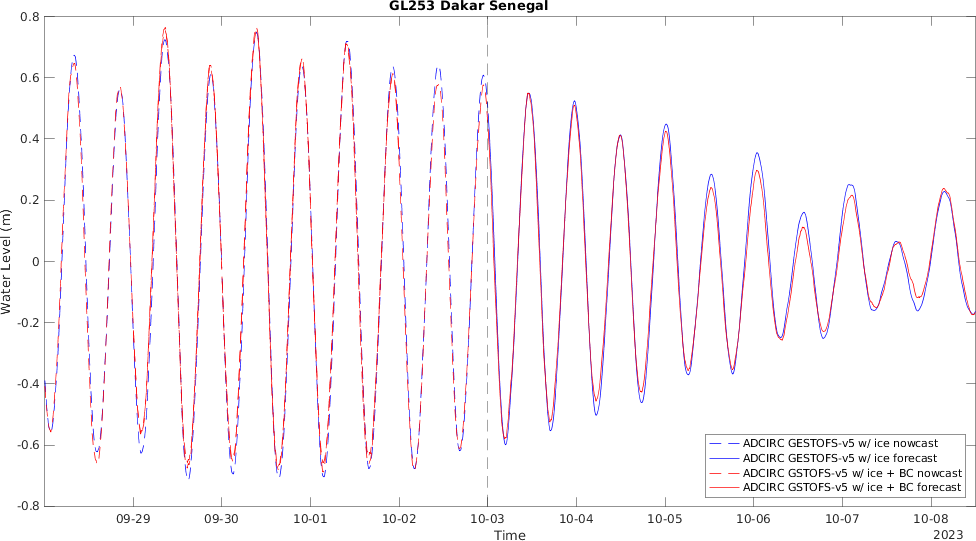 GL253 Dakar Senegal
0.8
0.6
0.4
0.2
0
-0.2
-0.4
-0.6
-0.8
Water Level (m)
ADCIRC GESTOFS-v5 w/ ice nowcast
ADCIRC GESTOFS-v5 w/ ice forecast
ADCIRC GSTOFS-v5 w/ ice + BC nowcast
ADCIRC GSTOFS-v5 w/ ice + BC forecast
09-29 09-30 10-01 10-02 10-03 10-04 10-05 10-06 10-07 10-08
Time
2023